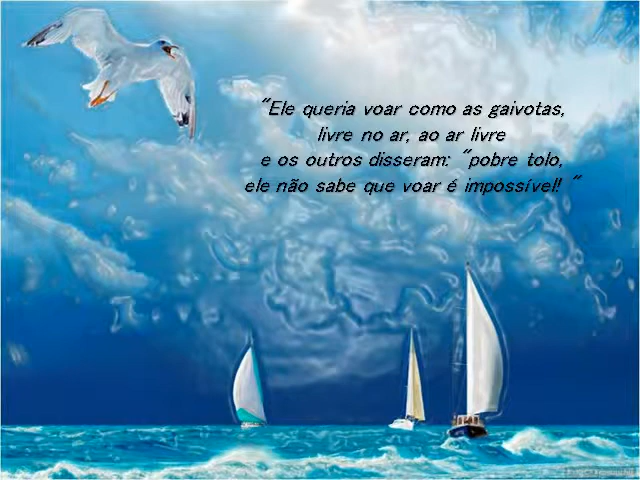 "Ele queria voar como as gaivotas,
livre no ar, ao ar livre
e os outros disseram: "pobre tolo,
ele não sabe que voar é impossível! "